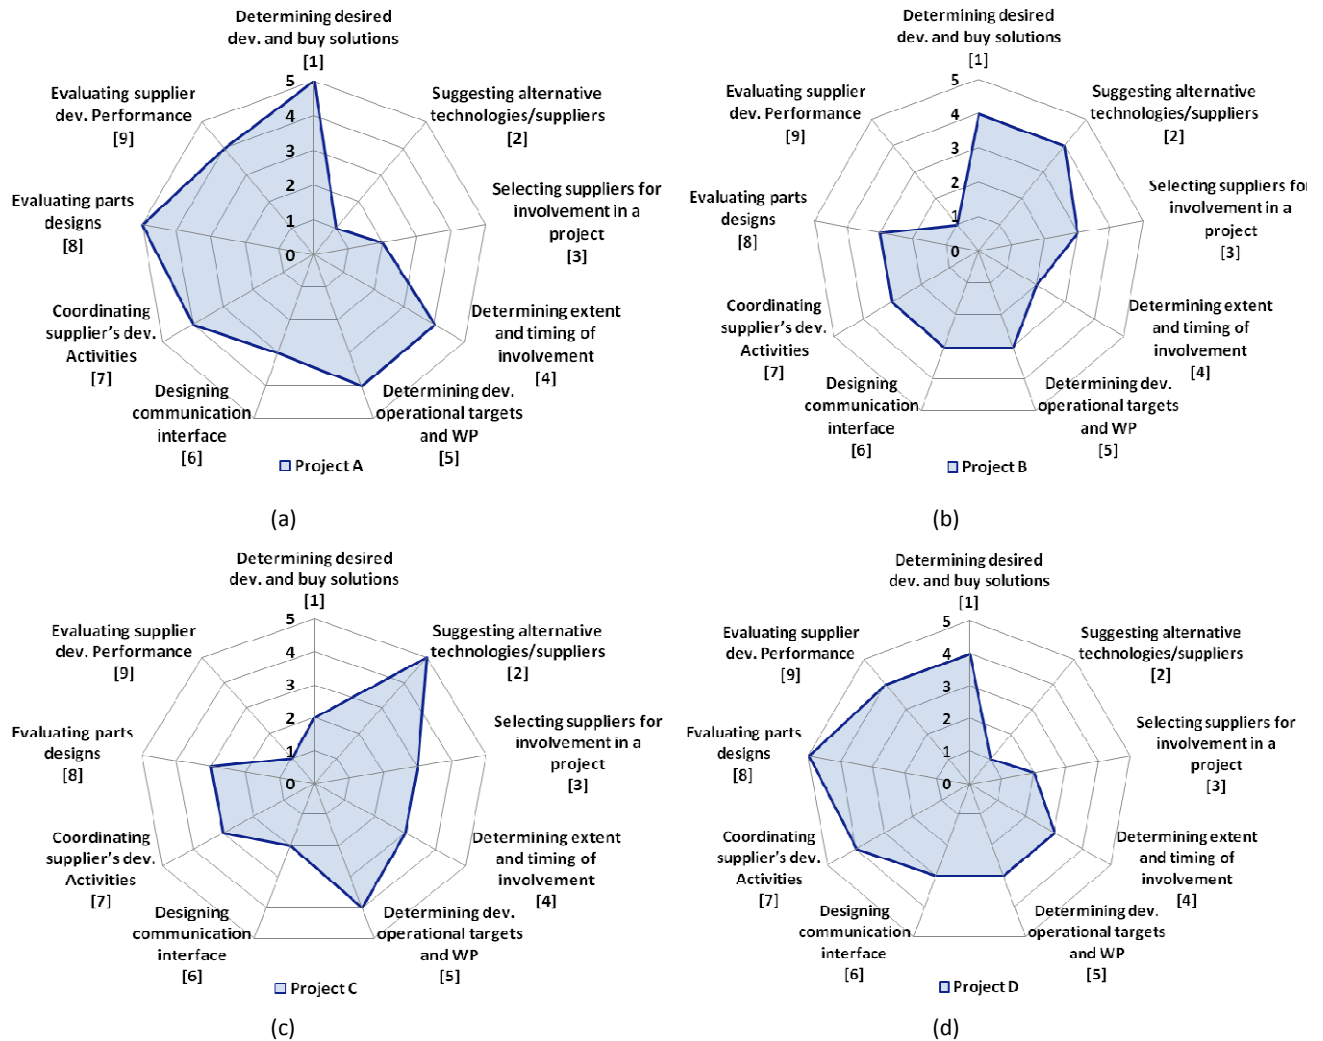 Determining desired
dev. and buy solutions
[1]
Evaluating supplier
dev. Performance
[9]
Suggesting alternative
technologies/suppliers
[2]
Evaluating parts
designs
[8]
Selecting suppliers for
involvement in a
project
[3]
Coordinating
supplier's dev.
Activities
[7]
Determining extent
and timing of
involvement
[4]
Designing
communication
interface
[6]
Determining dev.
operational targets
and WP
[5]
5
4
3
2
1
0
Project A
(a)
Determining desired
dev. and buy solutions
[1]
Evaluating supplier
dev. Performance
[9]
Suggesting alternative
technologies/suppliers
[2]
Evaluating parts
designs
[8]
Selecting suppliers for
involvement in a
project
[3]
Coordinating
supplier's dev.
Activities
[7]
Determining extent
and timing of
involvement
[4]
Designing
communication
interface
[6]
Determining dev.
operational targets
and WP
[5]
5
4
3
2
1
0
Project B
(b)
Determining desired
dev. and buy solutions
[1]
Evaluating supplier
dev. Performance
[9]
Suggesting alternative
technologies/suppliers
[2]
Evaluating parts
designs
[8]
Selecting suppliers for
involvement in a
project
[3]
Coordinating
supplier's dev.
Activities
[7]
Determining extent
and timing of
involvement
[4]
Designing
communication
interface
[6]
Determining dev.
operational targets
and WP
[5]
5
4
3
2
1
0
Project C
(c)
Determining desired
dev. and buy solutions
[1]
Evaluating supplier
dev. Performance
[9]
Suggesting alternative
technologies/suppliers
[2]
Evaluating parts
designs
[8]
Selecting suppliers for
involvement in a
project
[3]
Coordinating
supplier's dev.
Activities
[7]
Determining extent
and timing of
involvement
[4]
Designing
communication
interface
[6]
Determining dev.
operational targets
and WP
[5]
5
4
3
2
1
0
Project D
(d)